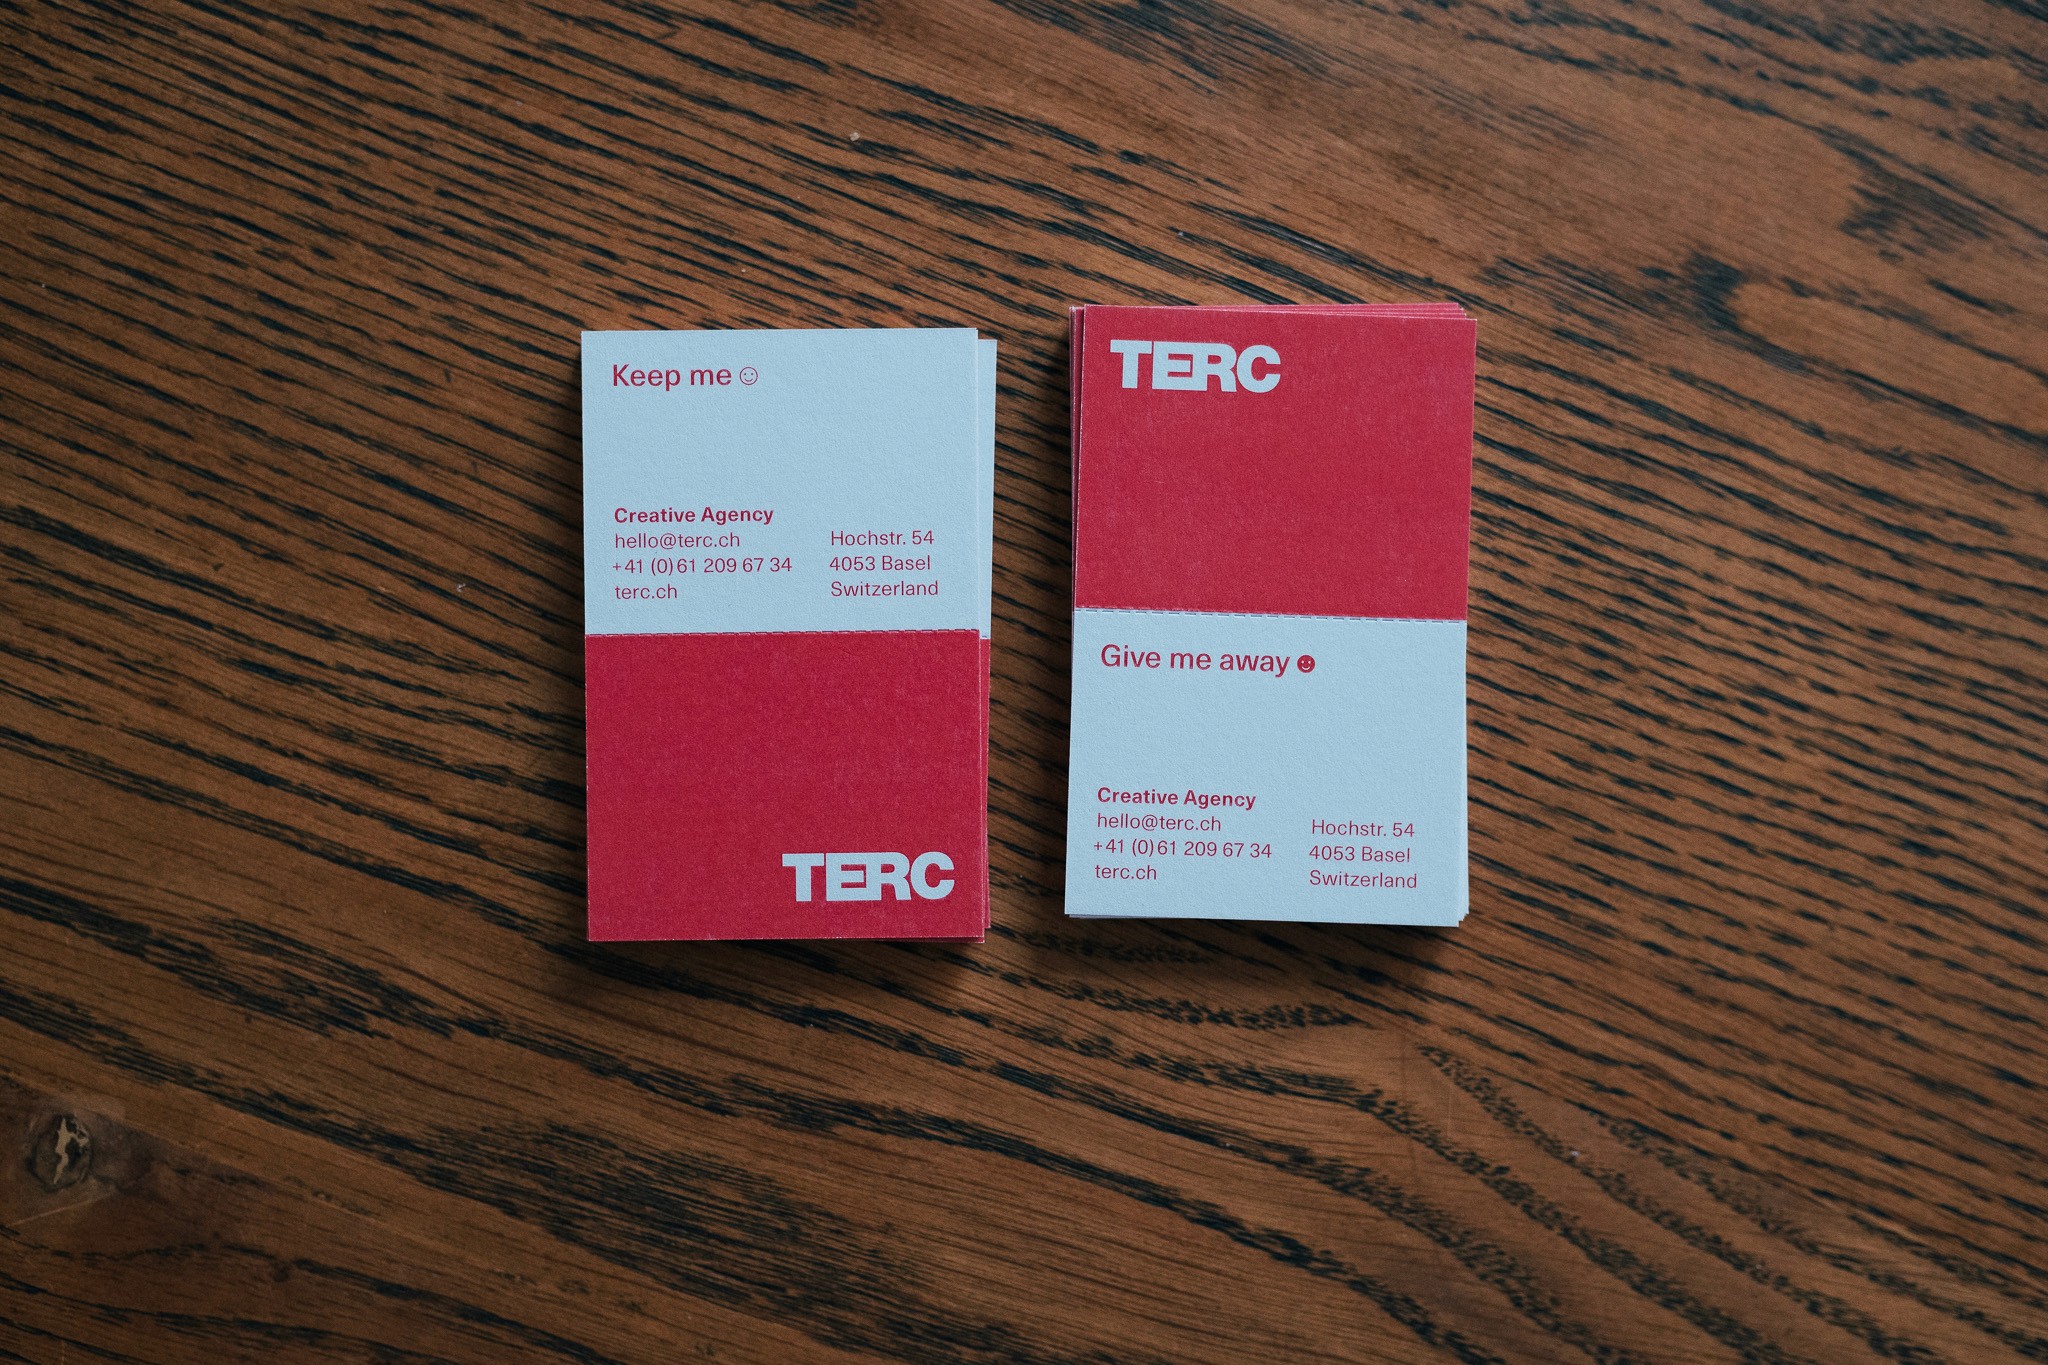 Keep me ☺
Creative Agency
hello@terc.ch
+41 (0)61 209 67 34
terc.ch
Hochstr. 54
4053 Basel
Switzerland
TERC
TERC
Give me away ☻
Creative Agency
hello@terc.ch
+41 (0)61 209 67 34
terc.ch
Hochstr. 54
4053 Basel
Switzerland